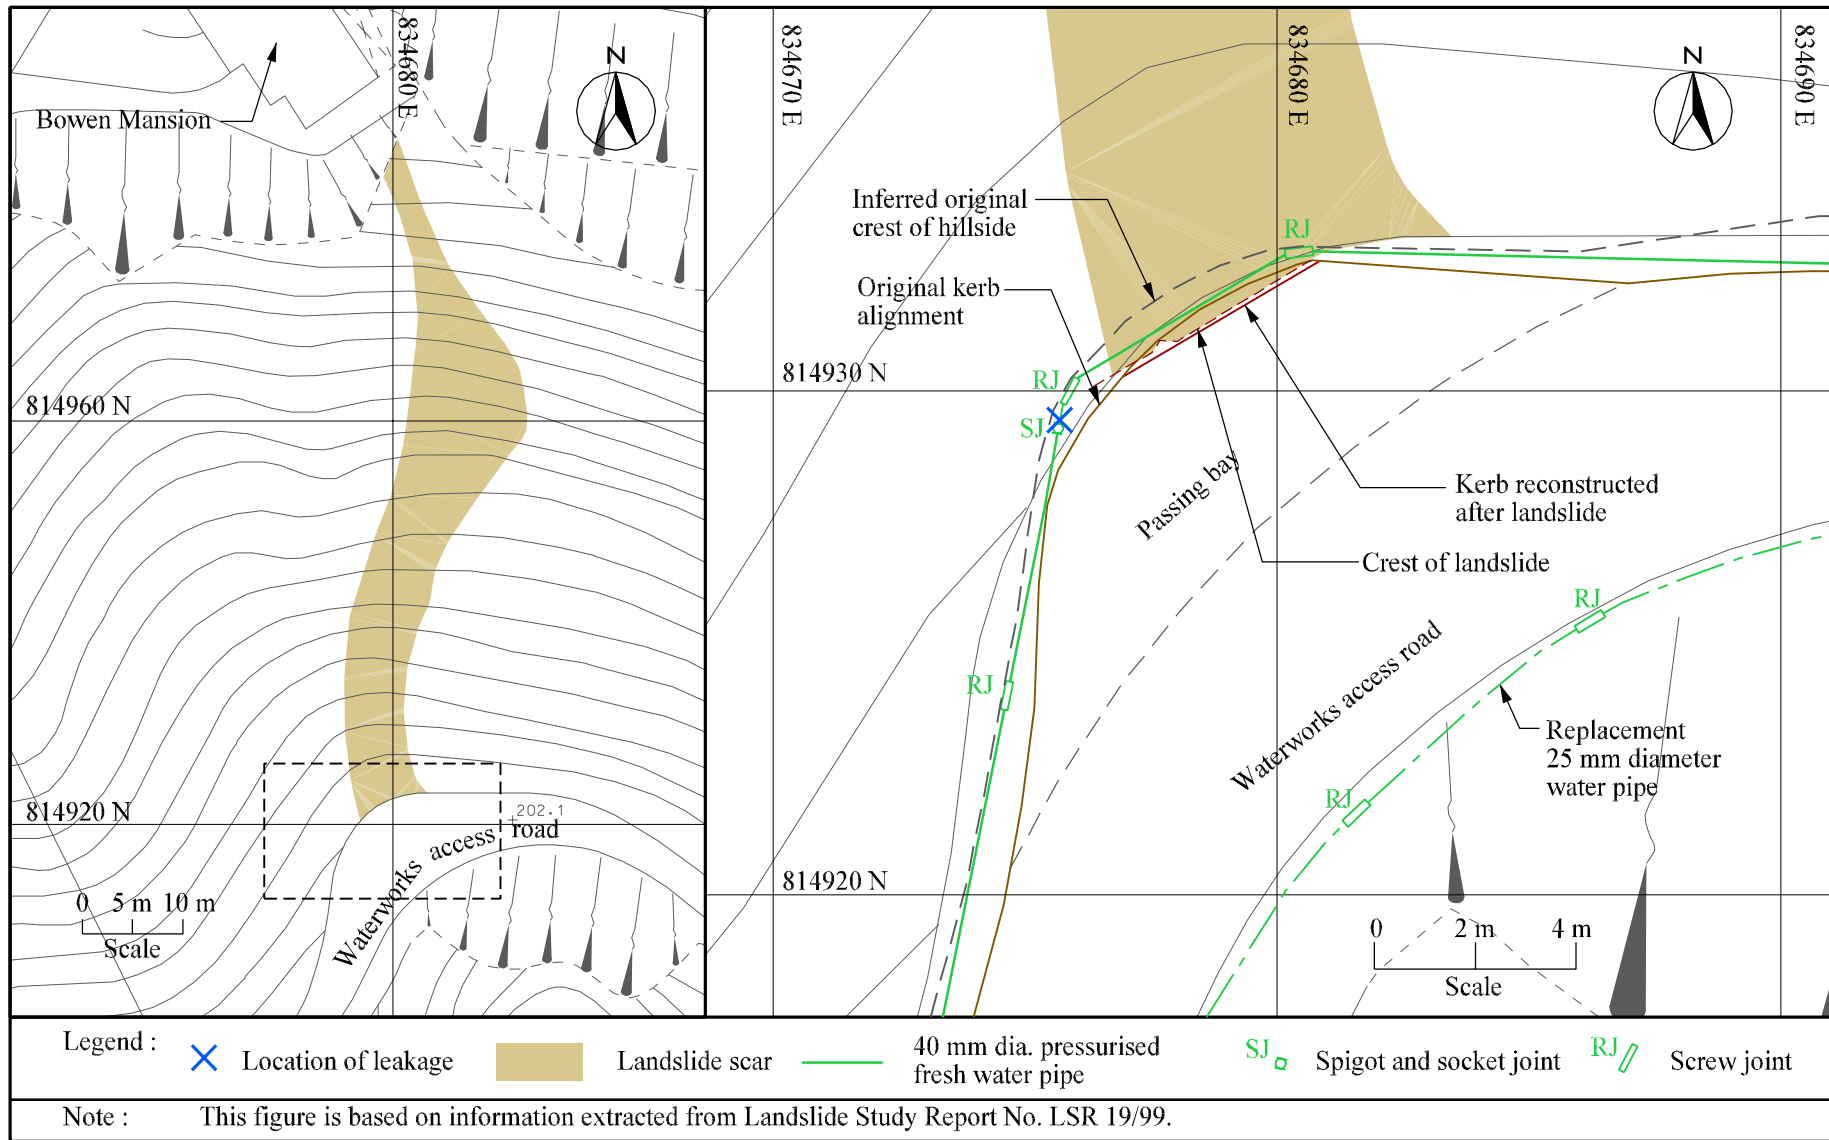 834680 E
N
Bowen Mansion
814960 N
814920 N
202.1
Waterworks access road
0 5 m 10 m
Scale
834670 E
834680 E
834690 E
N
Inferred original
crest of hillside
RJ
Original kerb
alignment
814930 N
RJ
SJ
Passing bay
Kerb reconstructed
after landslide
Crest of landslide
RJ
RJ
Waterworks access road
Replacement
25 mm diameter
water pipe
RJ
814920 N
0 2 m 4 m
Scale
Legend :
Location of leakage
Landslide scar
40 mm dia. pressurised
fresh water pipe
SJ
Spigot and socket joint
RJ
Screw joint
Note : This figure is based on information extracted from Landslide Study Report No. LSR 19/99.